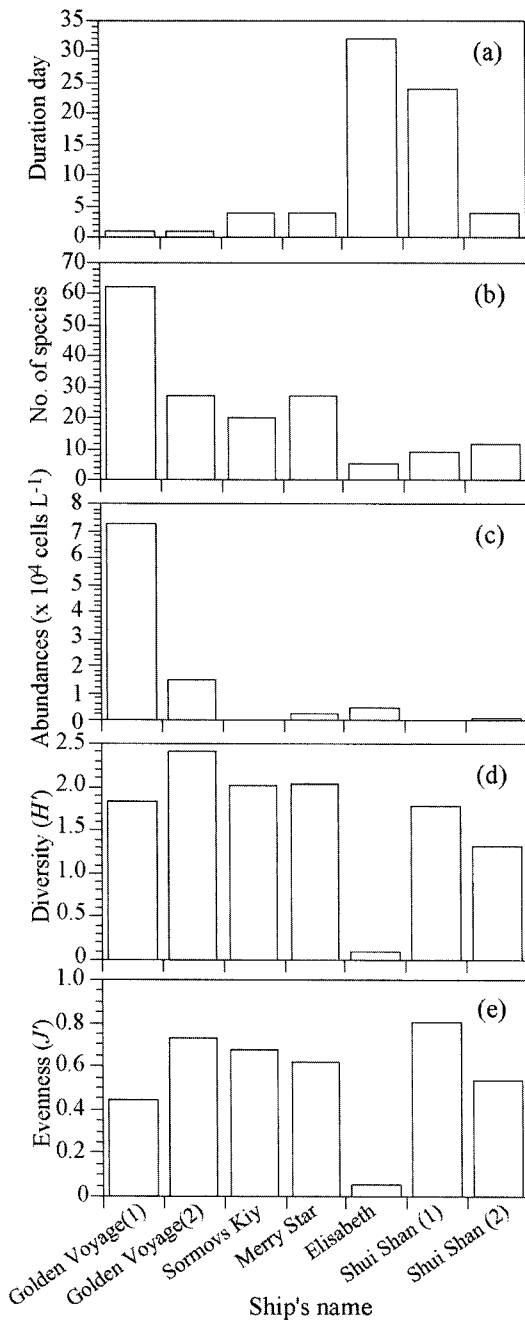 35
30
25
20
15
10
5
0
Duration day
(a)
70
60
50
40
30
20
10
0
No. of species
(b)
8
7
6
5
4
3
2
1
0
Abundances (x 10⁴ cells L⁻¹)
(c)
2.5
2.0
1.5
1.0
0.5
0
Diversity (H')
(d)
1.0
0.8
0.6
0.4
0.2
0
Evenness (J')
(e)
Golden Voyage(1)
Golden Voyage(2)
Sormovs Kiy
Merry Star
Elisabeth
Shui Shan (1)
Shui Shan (2)
Ship's name